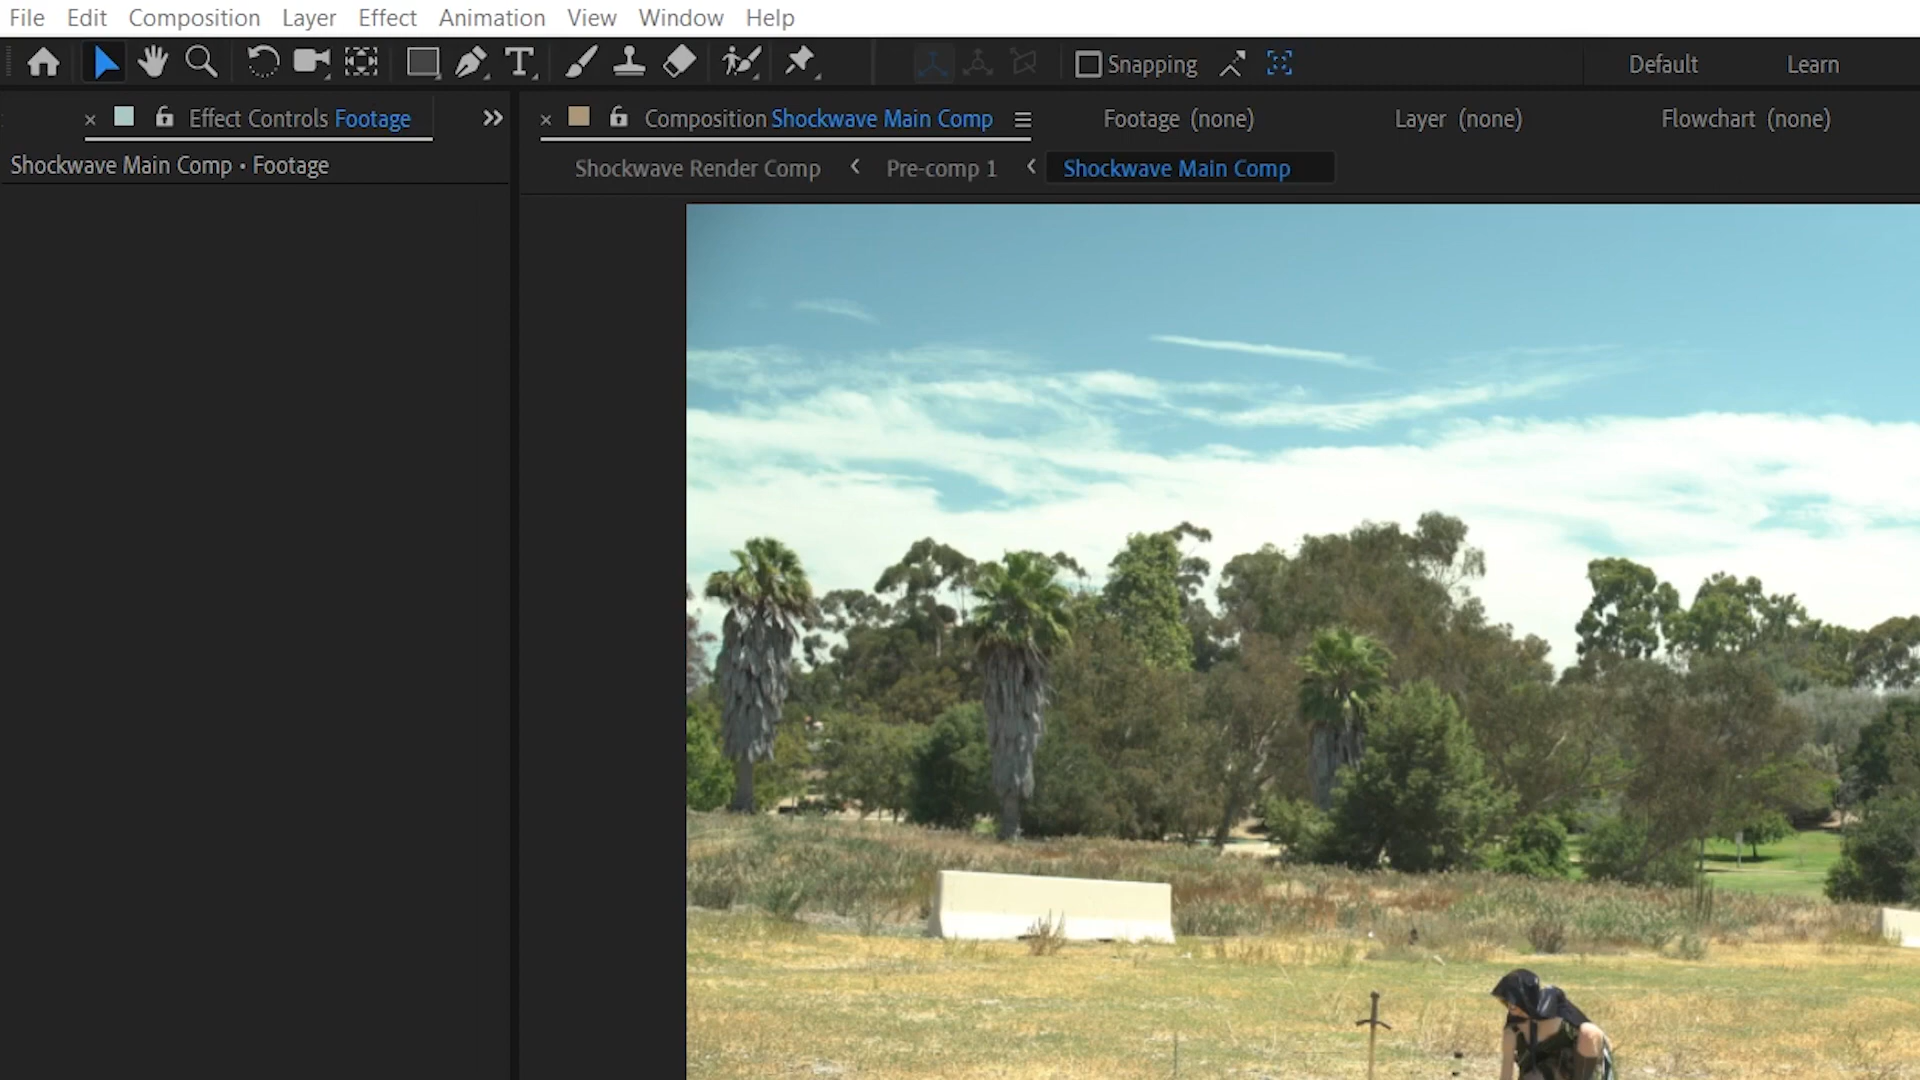 File Edit Composition Layer Effect Animation View Window Help
Snapping Default Learn
Effect Controls Footage Composition Shockwave Main Comp Footage (none) Layer (none) Flowchart (none)
Shockwave Main Comp • Footage Shockwave Render Comp Pre-comp 1 Shockwave Main Comp